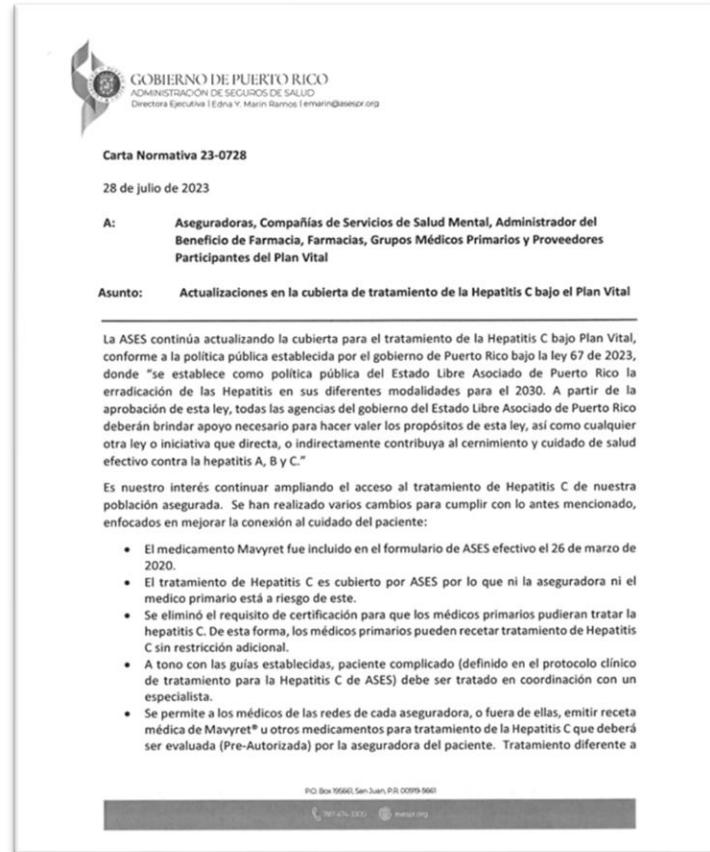 GOBIERNO DE PUERTO RICO
ADMINISTRACIÓN DE SEGUROS DE SALUD
Directora Ejecutiva | Edna Y. Marín Ramos | emarin@asespr.org
Carta Normativa 23-0728
28 de julio de 2023
A: Aseguradoras, Compañías de Servicios de Salud Mental, Administrador del
Beneficio de Farmacia, Farmacias, Grupos Médicos Primarios y Proveedores
Participantes del Plan Vital
Asunto: Actualizaciones en la cubierta de tratamiento de la Hepatitis C bajo el Plan Vital
La ASES continúa actualizando la cubierta para el tratamiento de la Hepatitis C bajo Plan Vital,
conforme a la política pública establecida por el gobierno de Puerto Rico bajo la ley 67 de 2023,
donde "se establece como política pública del Estado Libre Asociado de Puerto Rico la
erradicación de las Hepatitis en sus diferentes modalidades para el 2030. A partir de la
aprobación de esta ley, todas las agencias del gobierno del Estado Libre Asociado de Puerto Rico
deberán brindar apoyo necesario para hacer valer los propósitos de esta ley, así como cualquier
otra ley o iniciativa que directa, o indirectamente contribuya al cernimiento y cuidado de salud
efectivo contra la hepatitis A, B y C."
Es nuestro interés continuar ampliando el acceso al tratamiento de Hepatitis C de nuestra
población asegurada. Se han realizado varios cambios para cumplir con lo antes mencionado,
enfocados en mejorar la conexión al cuidado del paciente:
• El medicamento Mavyret fue incluido en el formulario de ASES efectivo el 26 de marzo de
2020.
• El tratamiento de Hepatitis C es cubierto por ASES por lo que ni la aseguradora ni el
medico primario está a riesgo de este.
• Se eliminó el requisito de certificación para que los médicos primarios pudieran tratar la
hepatitis C. De esta forma, los médicos primarios pueden recetar tratamiento de Hepatitis
C sin restricción adicional.
• A tono con las guías establecidas, paciente complicado (definido en el protocolo clínico
de tratamiento para la Hepatitis C de ASES) debe ser tratado en coordinación con un
especialista.
• Se permite a los médicos de las redes de cada aseguradora, o fuera de ellas, emitir receta
médica de Mavyret® u otros medicamentos para tratamiento de la Hepatitis C que deberá
ser evaluada (Pre-Autorizada) por la aseguradora del paciente. Tratamiento diferente a
P.O. Box 195661, San Juan, P.R. 00919-5661
787-474-3300 asespr.org